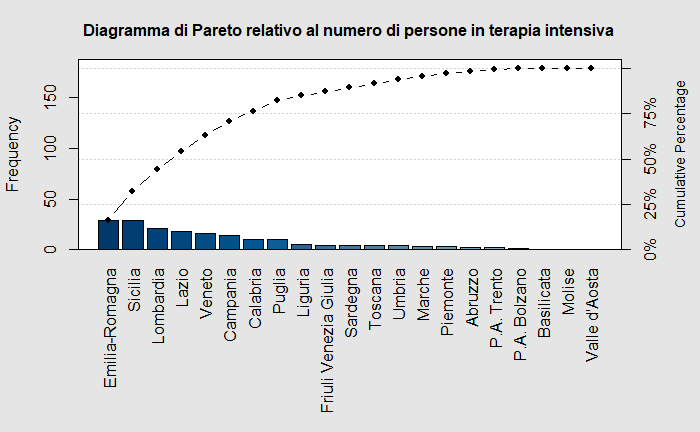 Diagramma di Pareto relativo al numero di persone in terapia intensiva
Frequency
0
50
100
150
Cumulative Percentage
0%
25%
50%
75%
Emilia-Romagna
Sicilia
Lombardia
Lazio
Veneto
Campania
Calabria
Puglia
Liguria
Friuli Venezia Giulia
Sardegna
Toscana
Umbria
Marche
Piemonte
Abruzzo
P.A. Trento
P.A. Bolzano
Basilicata
Molise
Valle d'Aosta